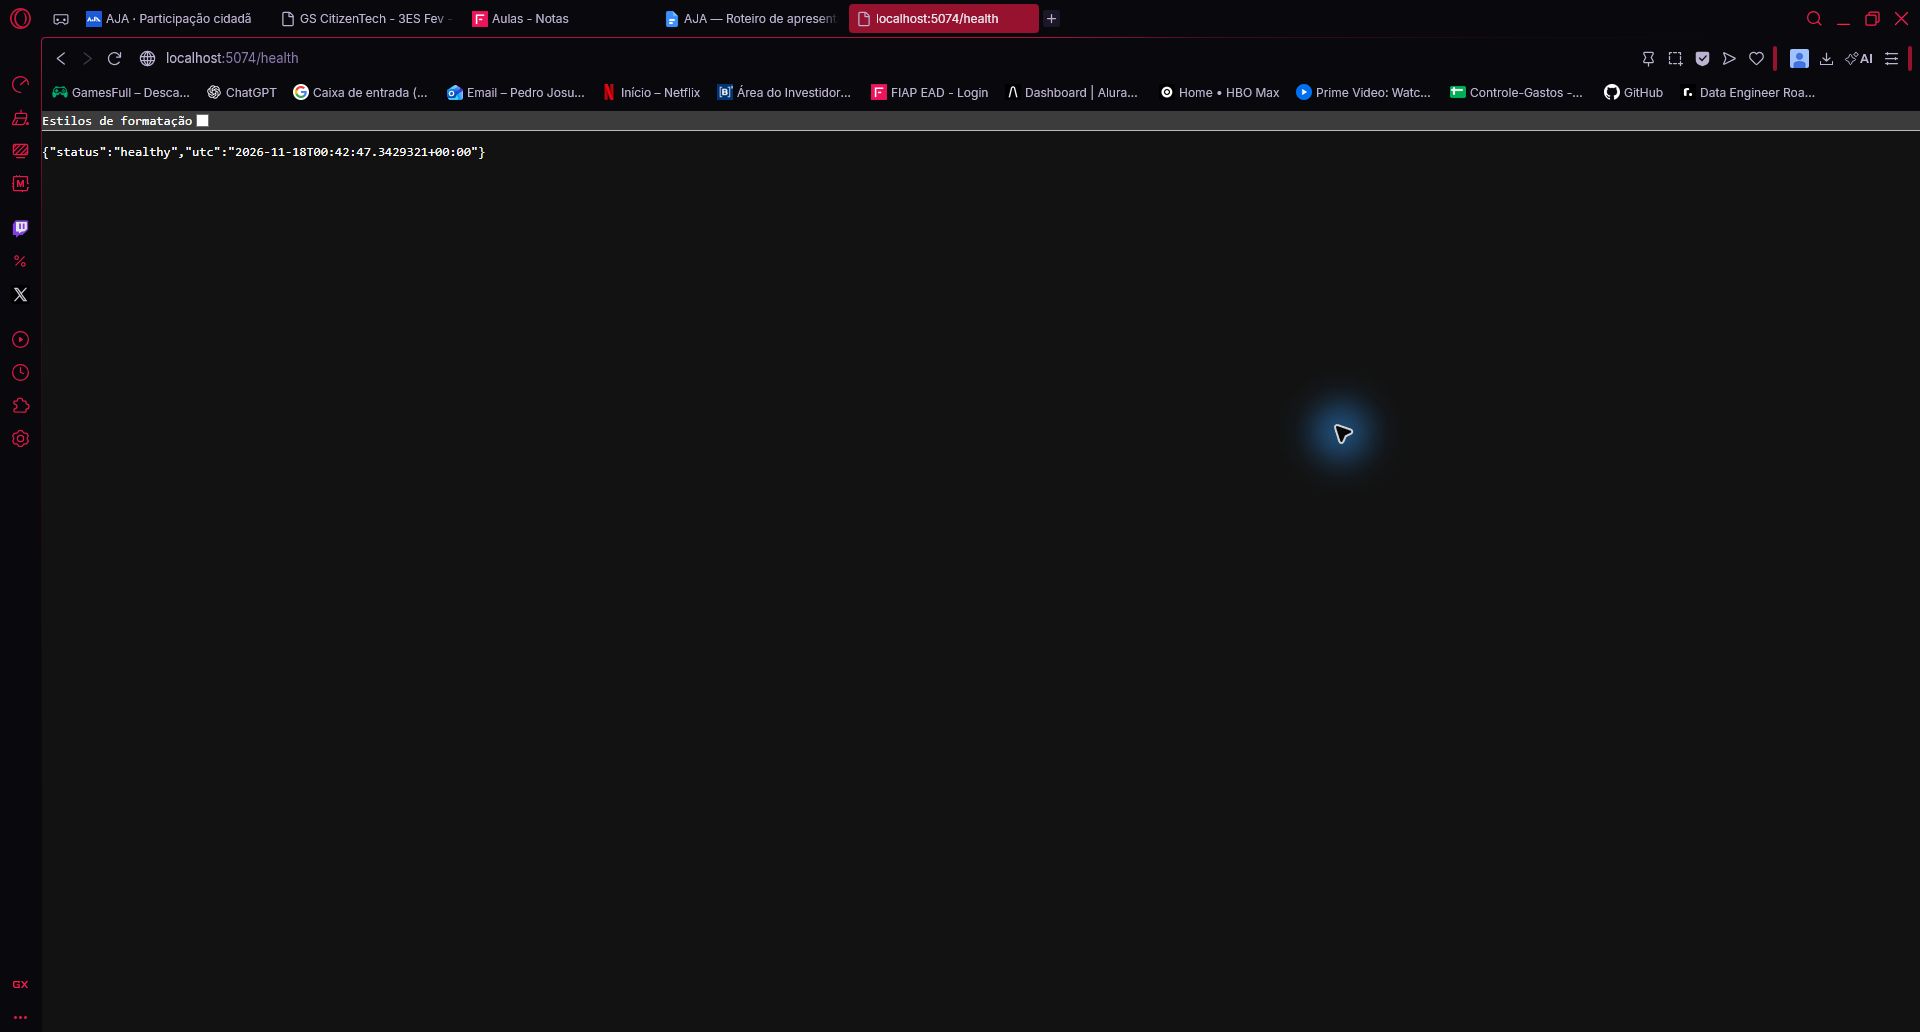 AJA · Participação cidadã
GS CitizenTech - 3ES Fev -
Aulas - Notas
AJA — Roteiro de apresent
localhost:5074/health
localhost:5074/health
AI
GamesFull – Desca...
ChatGPT
Caixa de entrada (...
Email – Pedro Josu...
Início – Netflix
Área do Investidor...
FIAP EAD - Login
Dashboard | Alura...
Home • HBO Max
Prime Video: Watc...
Controle-Gastos -...
GitHub
Data Engineer Roa...
Estilos de formatação
{"status":"healthy","utc":"2026-11-18T00:42:47.3429321+00:00"}
GX